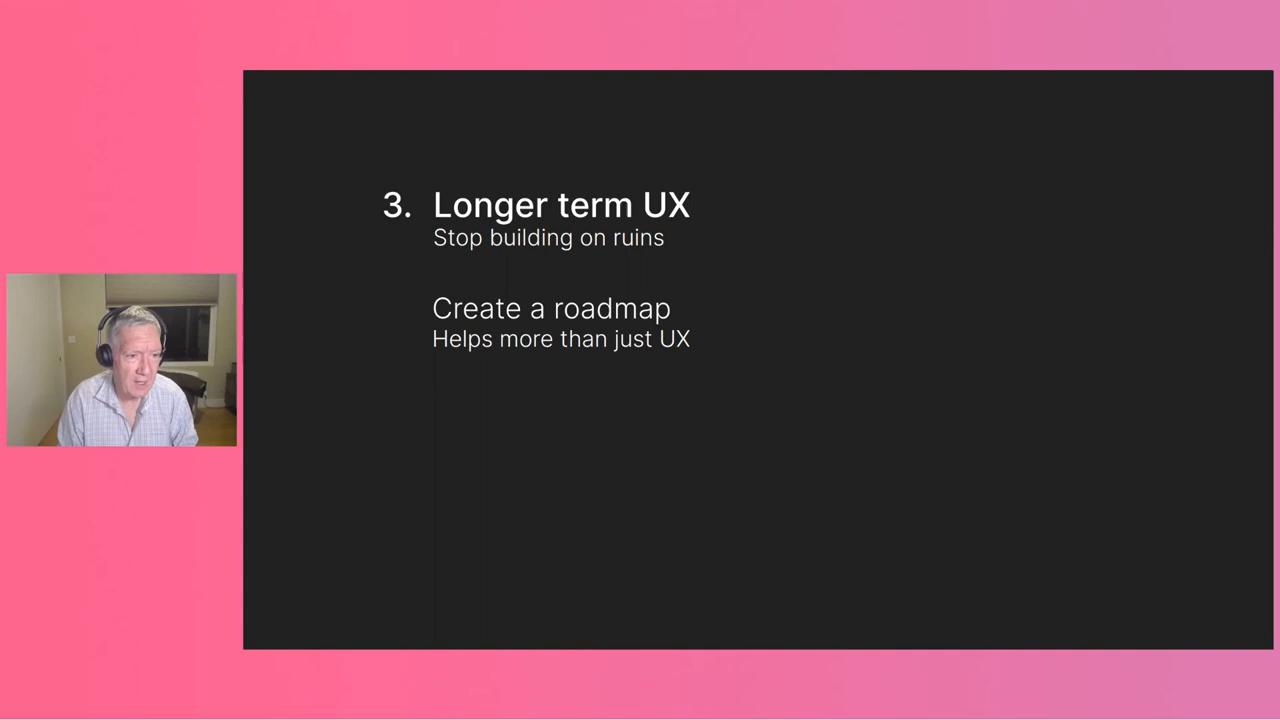 3. Longer term UX
Stop building on ruins
Create a roadmap
Helps more than just UX